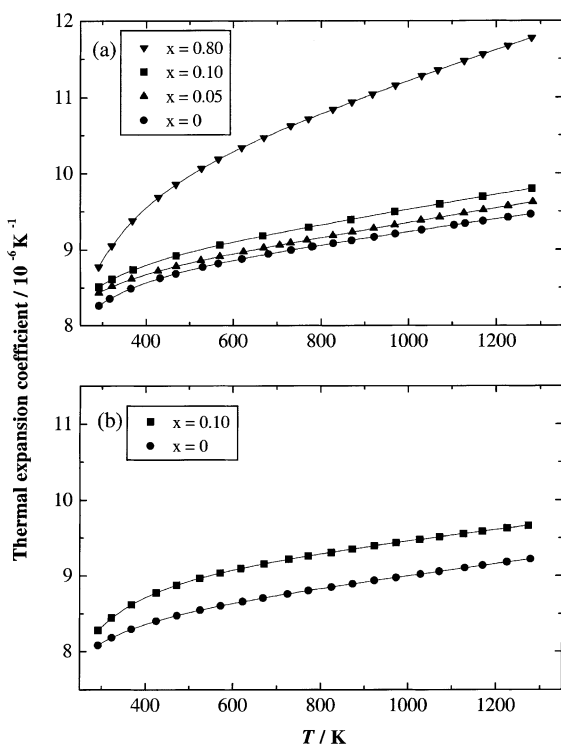 Thermal expansion coefficient / 10⁻⁶K⁻¹
12
11
10
9
8
(a)
x = 0.80
x = 0.10
x = 0.05
x = 0
400 600 800 1000 1200
11
10
9
8
(b)
x = 0.10
x = 0
400 600 800 1000 1200
T / K